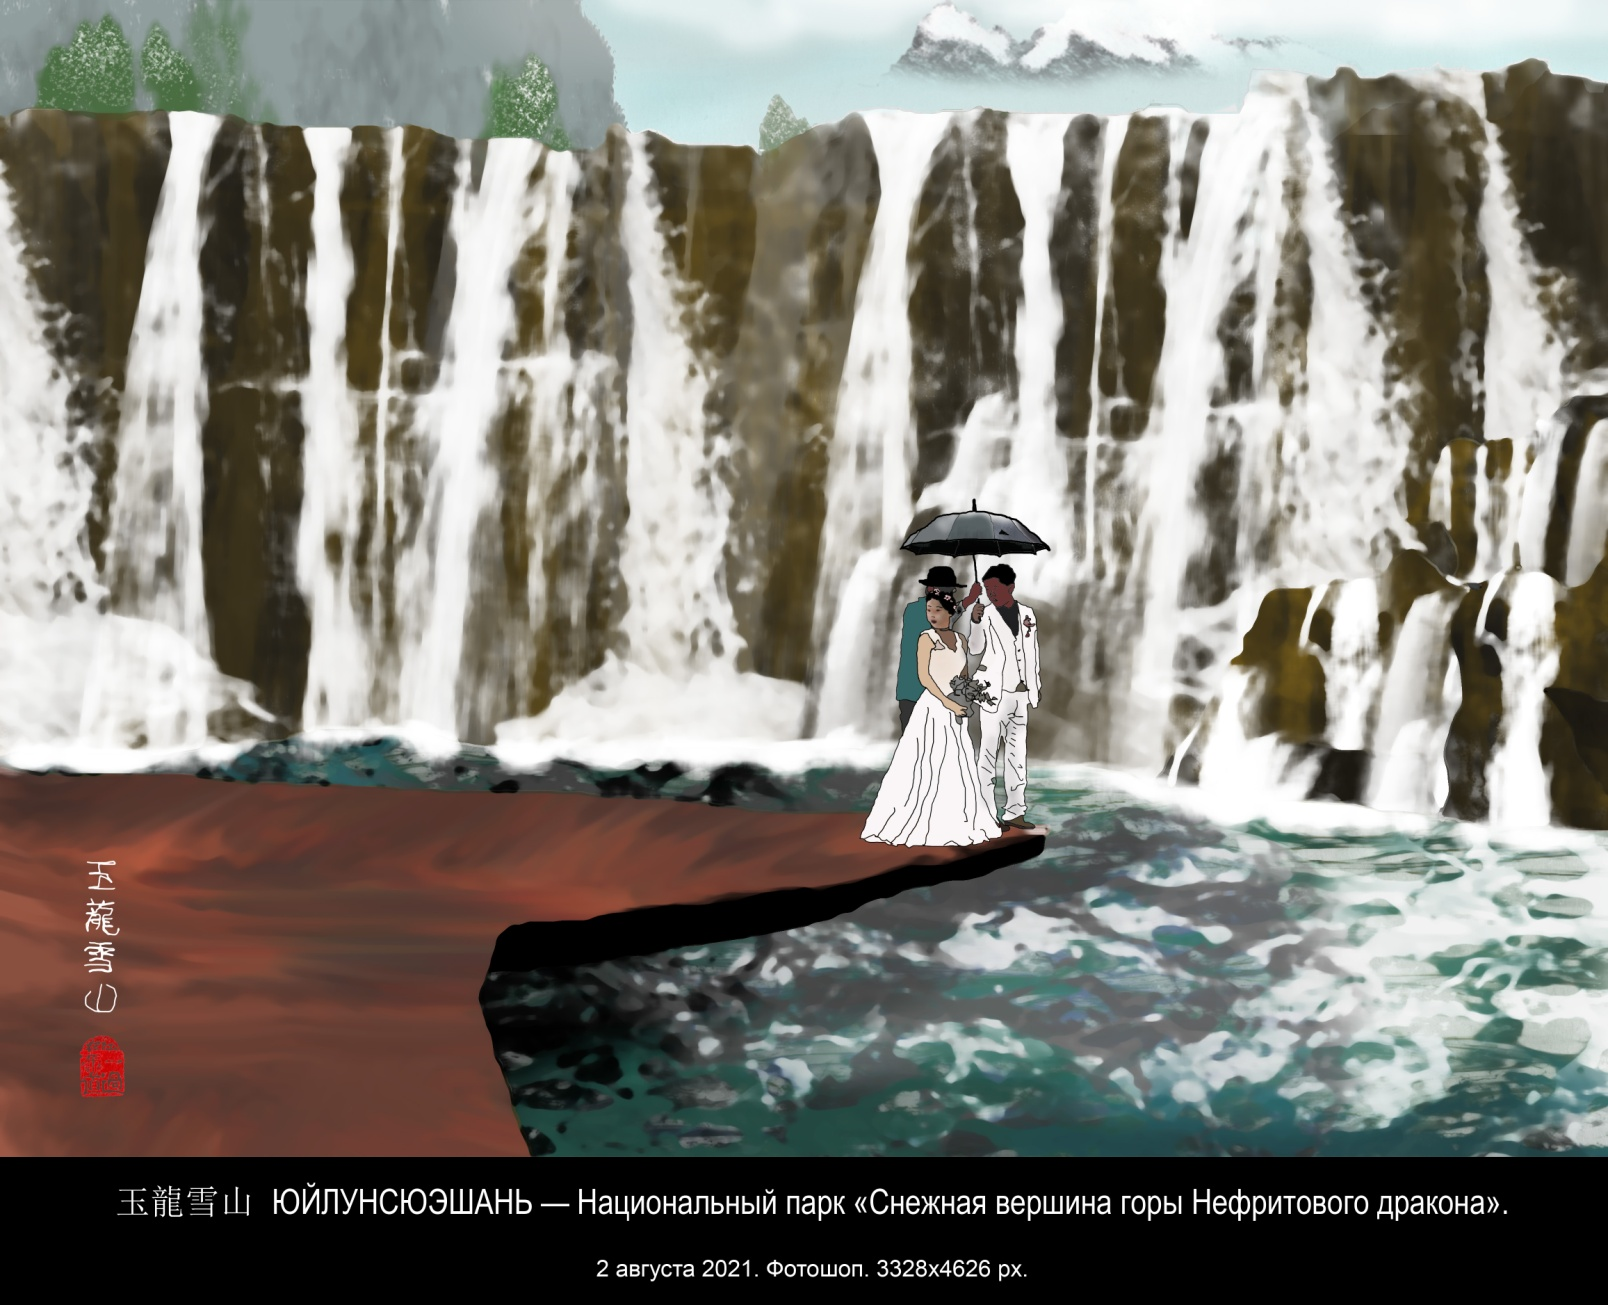 玉龍雪山
玉龍雪山 ЮЙЛУНСЮЭШАНЬ — Национальный парк «Снежная вершина горы Нефритового дракона».
2 августа 2021. Фотошоп. 3328x4626 px.